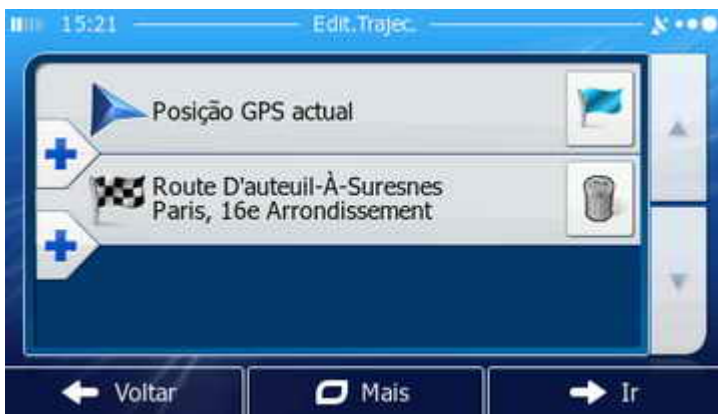 15:21
Edit.Trajec.
Posição GPS actual
Route D'auteuil-À-Suresnes
Paris, 16e Arrondissement
Voltar
Mais
Ir